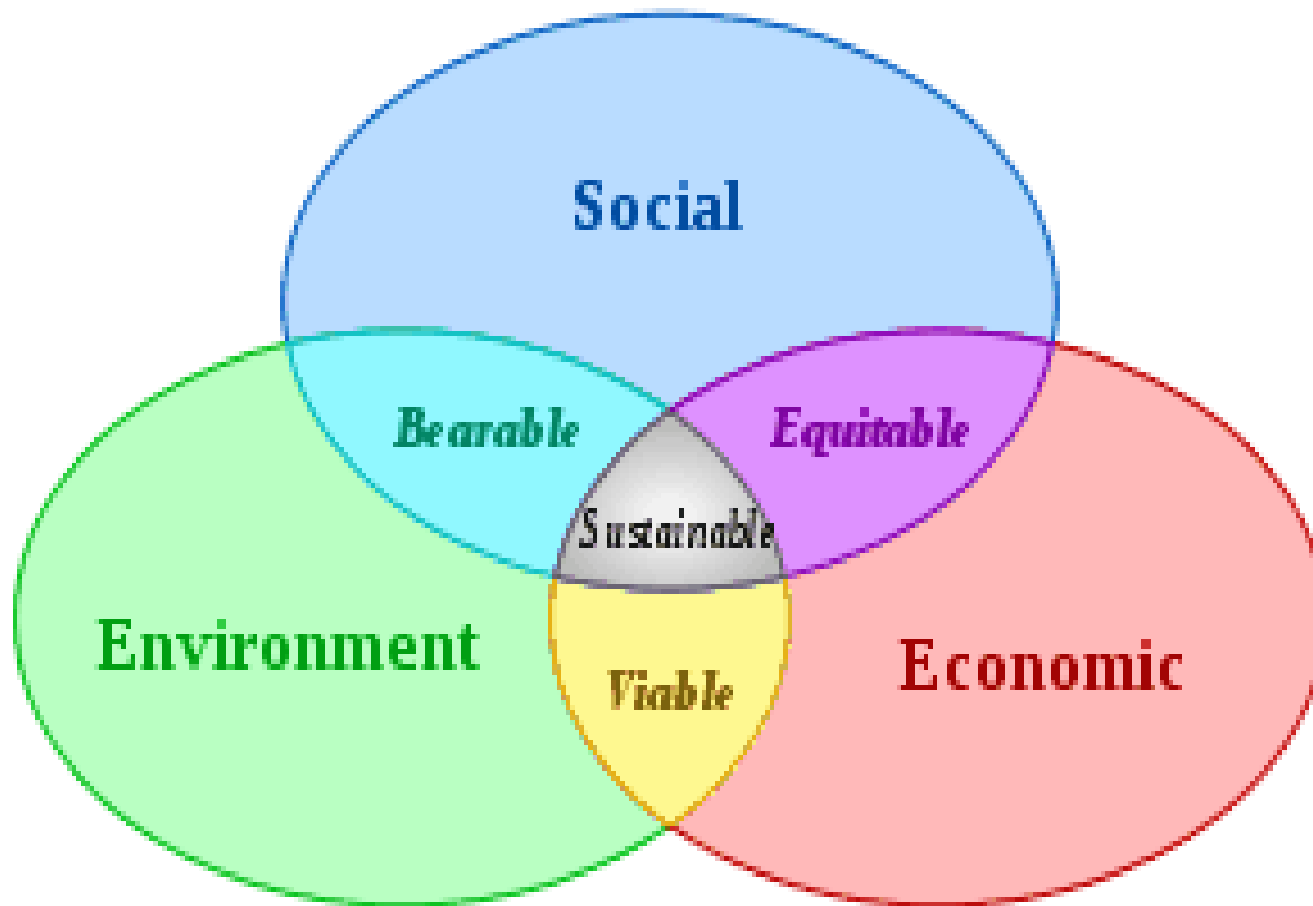 Social
Bearable
Equitable
Sustainable
Environment
Economic
Viable